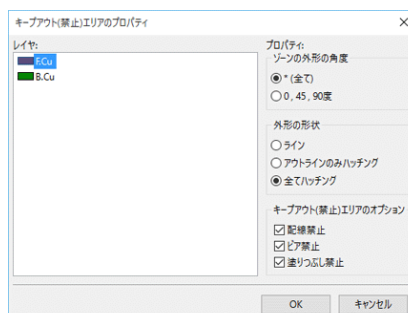 キープアウト(禁止)エリアのプロパティ
レイヤ:
F.Cu
B.Cu
プロパティ:
ゾーンの外形の角度
* (全て)
0, 45, 90度
外形の形状
ライン
アウトラインのみハッチング
全てハッチング
キープアウト(禁止)エリアのオプション
配線禁止
ビア禁止
塗りつぶし禁止
OK
キャンセル